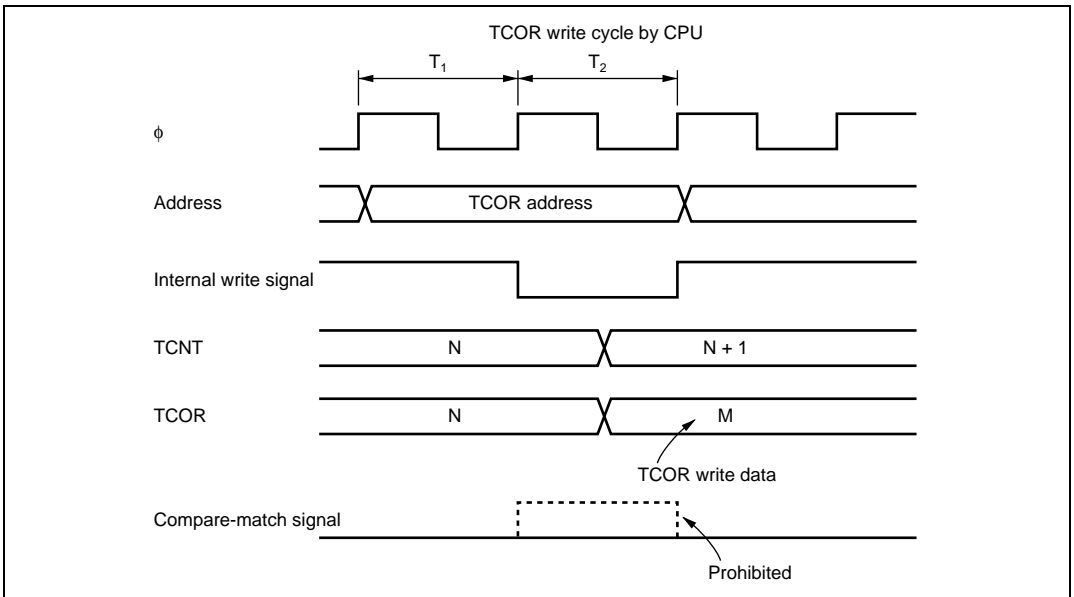 TCOR write cycle by CPU
T1 T2
φ
Address TCOR address
Internal write signal
TCNT N N + 1
TCOR N M
TCOR write data
Compare-match signal
Prohibited